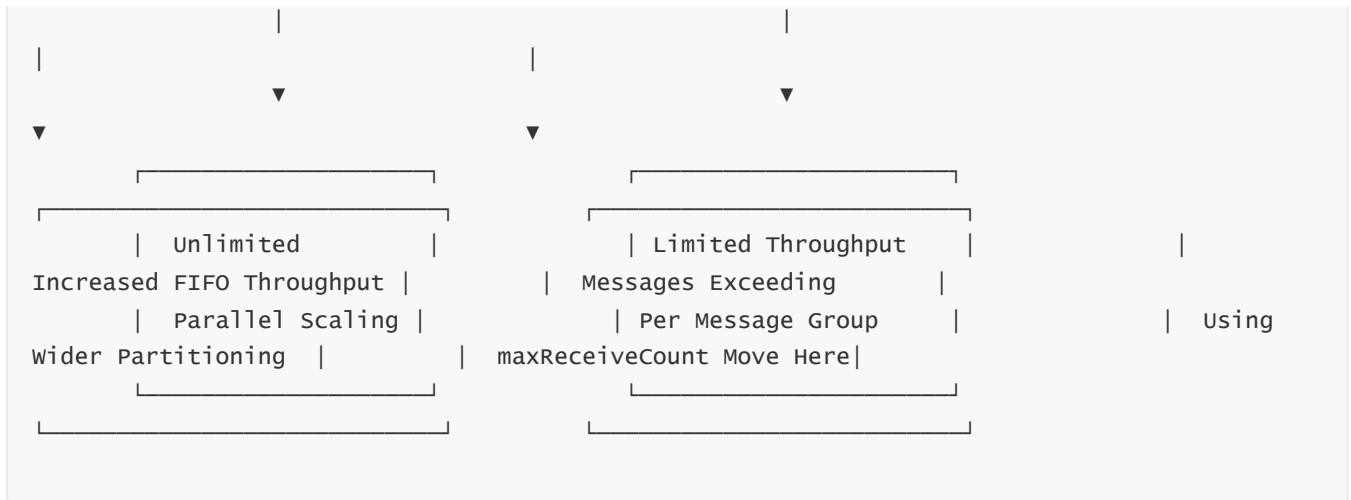 │ │
│ │
▼ ▼
▼ ▼
┌────────────────────┐ ┌──────────────────────┐
┌────────────────────────────┐ ┌──────────────────────────┐
│ Unlimited │ │ Limited Throughput │ │
Increased FIFO Throughput │ │ Messages Exceeding │
│ Parallel Scaling │ │ Per Message Group │ │ Using
Wider Partitioning │ │ maxReceiveCount Move Here│
└────────────────────┘ └──────────────────────┘
└────────────────────────────┘ └──────────────────────────┘